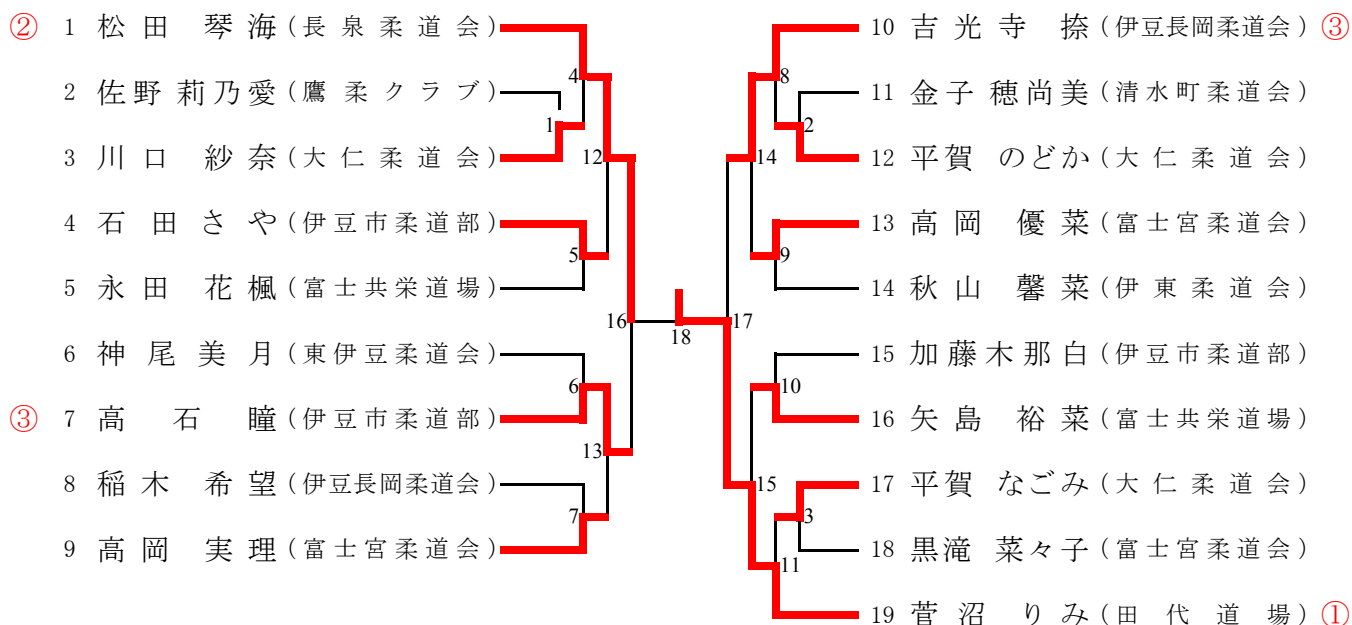 ② 1 松田 琴海 (長泉柔道会)
2 佐野 莉乃愛 (鷹柔クラブ)
3 川口 紗奈 (大仁柔道会)
4 石田 さや (伊豆市柔道部)
5 永田 花楓 (富士共栄道場)
6 神尾 美月 (東伊豆柔道会)
③ 7 高石 瞳 (伊豆市柔道部)
8 稲木 希望 (伊豆長岡柔道会)
9 高岡 実理 (富士宮柔道会)
4
1
12
5
16
6
13
7
18
8
2
14
9
17
10
15
3
11
10 吉光寺 捺 (伊豆長岡柔道会) ③
11 金子 穂尚美 (清水町柔道会)
12 平賀 のどか (大仁柔道会)
13 高岡 優菜 (富士宮柔道会)
14 秋山 馨菜 (伊東柔道会)
15 加藤木 那白 (伊豆市柔道部)
16 矢島 裕菜 (富士共栄道場)
17 平賀 なごみ (大仁柔道会)
18 黒滝 菜々子 (富士宮柔道会)
19 菅沼 りみ (田代道場) ①